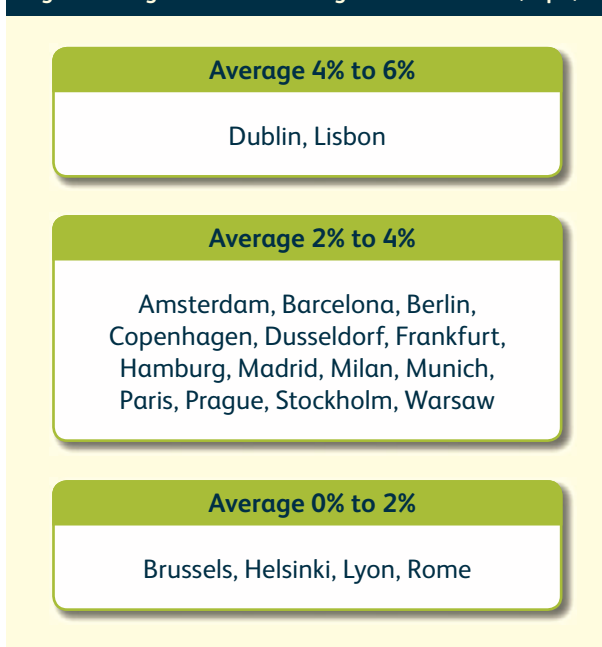 Average 4% to 6%
Dublin, Lisbon
Average 2% to 4%
Amsterdam, Barcelona, Berlin,
Copenhagen, Dusseldorf, Frankfurt,
Hamburg, Madrid, Milan, Munich,
Paris, Prague, Stockholm, Warsaw
Average 0% to 2%
Brussels, Helsinki, Lyon, Rome